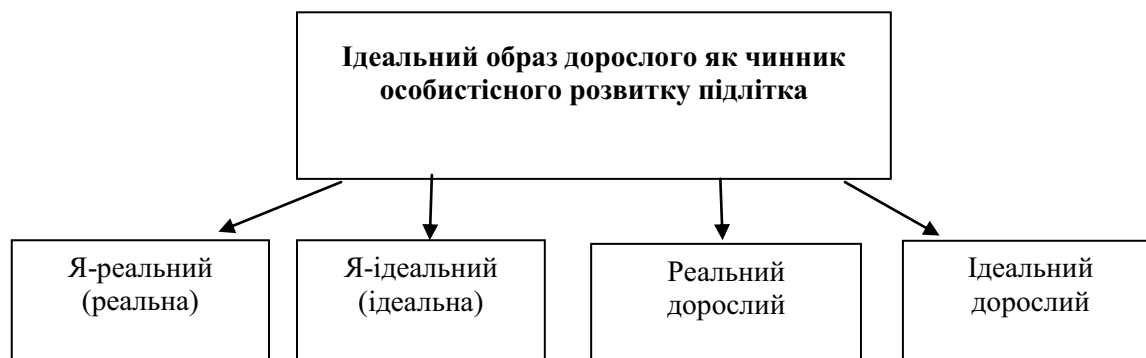 Ідеальний образ дорослого як чинник
особистісного розвитку підлітка
Я-реальний
(реальна)
Я-ідеальний
(ідеальна)
Реальний
дорослий
Ідеальний
дорослий